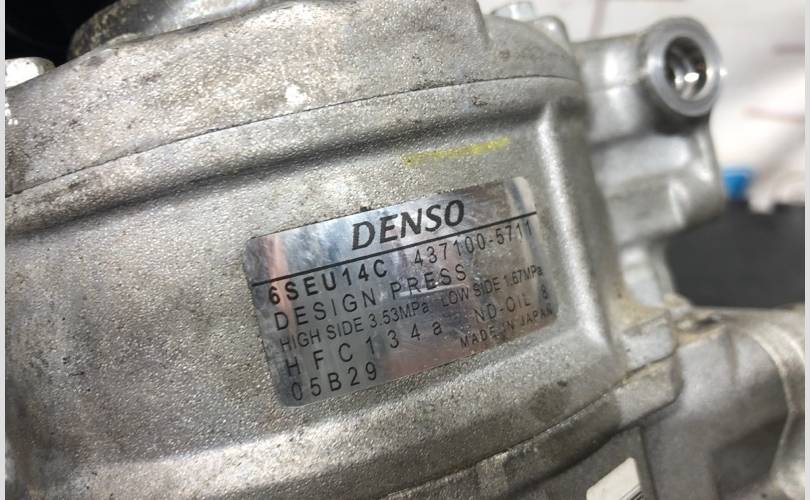 DENSO
6SEU14C 437100-5711
DESIGN PRESS
HIGH SIDE 3.53MPa LOW SIDE 1.67MPa
HFC134a ND-OIL 8
05B29 MADE IN JAPAN